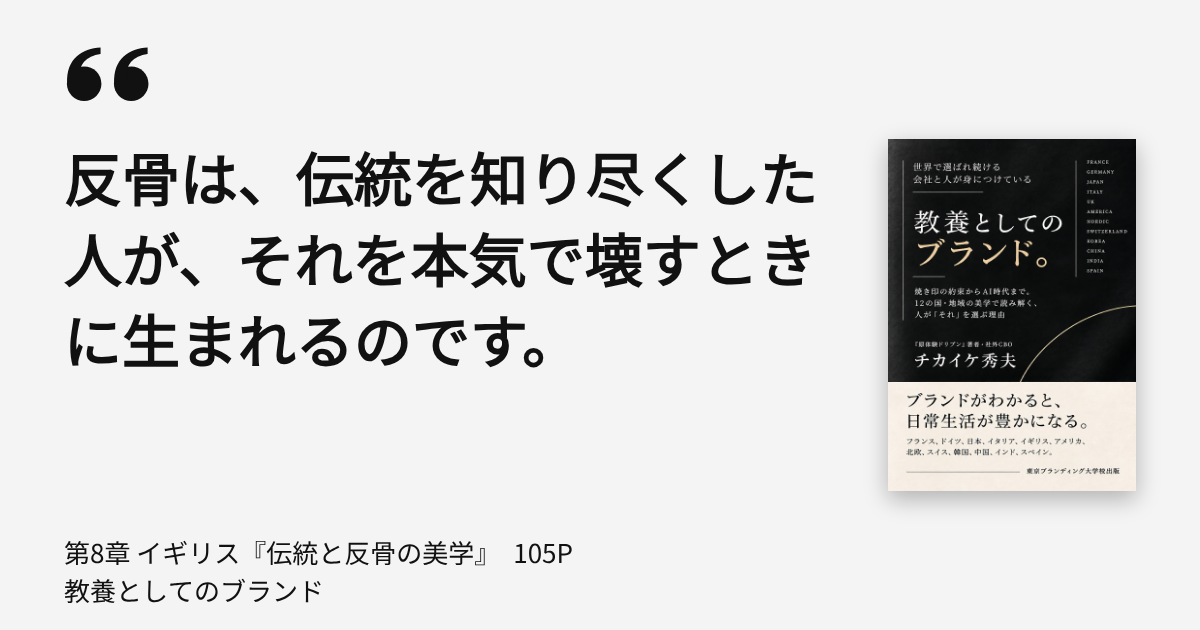 “
反骨は、伝統を知り尽くした
人が、それを本気で壊すとき
に生まれるのです。
第8章 イギリス『伝統と反骨の美学』 105P
教養としてのブランド
世界で選ばれ続ける
会社と人が身につけている
教養としての
ブランド。
焼き印の約束からAI時代まで。
12の国・地域の美学で読み解く、
人が「それ」を選ぶ理由
『原体験ドリブン』著者・社外CBO
チカイケ秀夫
FRANCE
GERMANY
JAPAN
ITALY
UK
AMERICA
NORDIC
SWITZERLAND
KOREA
CHINA
INDIA
SPAIN
ブランドがわかると、
日常生活が豊かになる。
フランス、ドイツ、日本、イタリア、イギリス、アメリカ、
北欧、スイス、韓国、中国、インド、スペイン。
東京ブランディング大学校出版